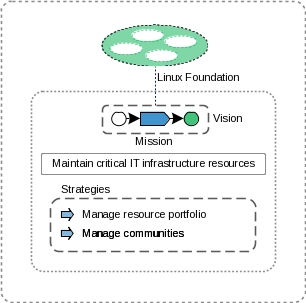 Linux Foundation
Vision
Mission
Maintain critical IT infrastructure resources
Strategies
Manage resource portfolio
Manage communities